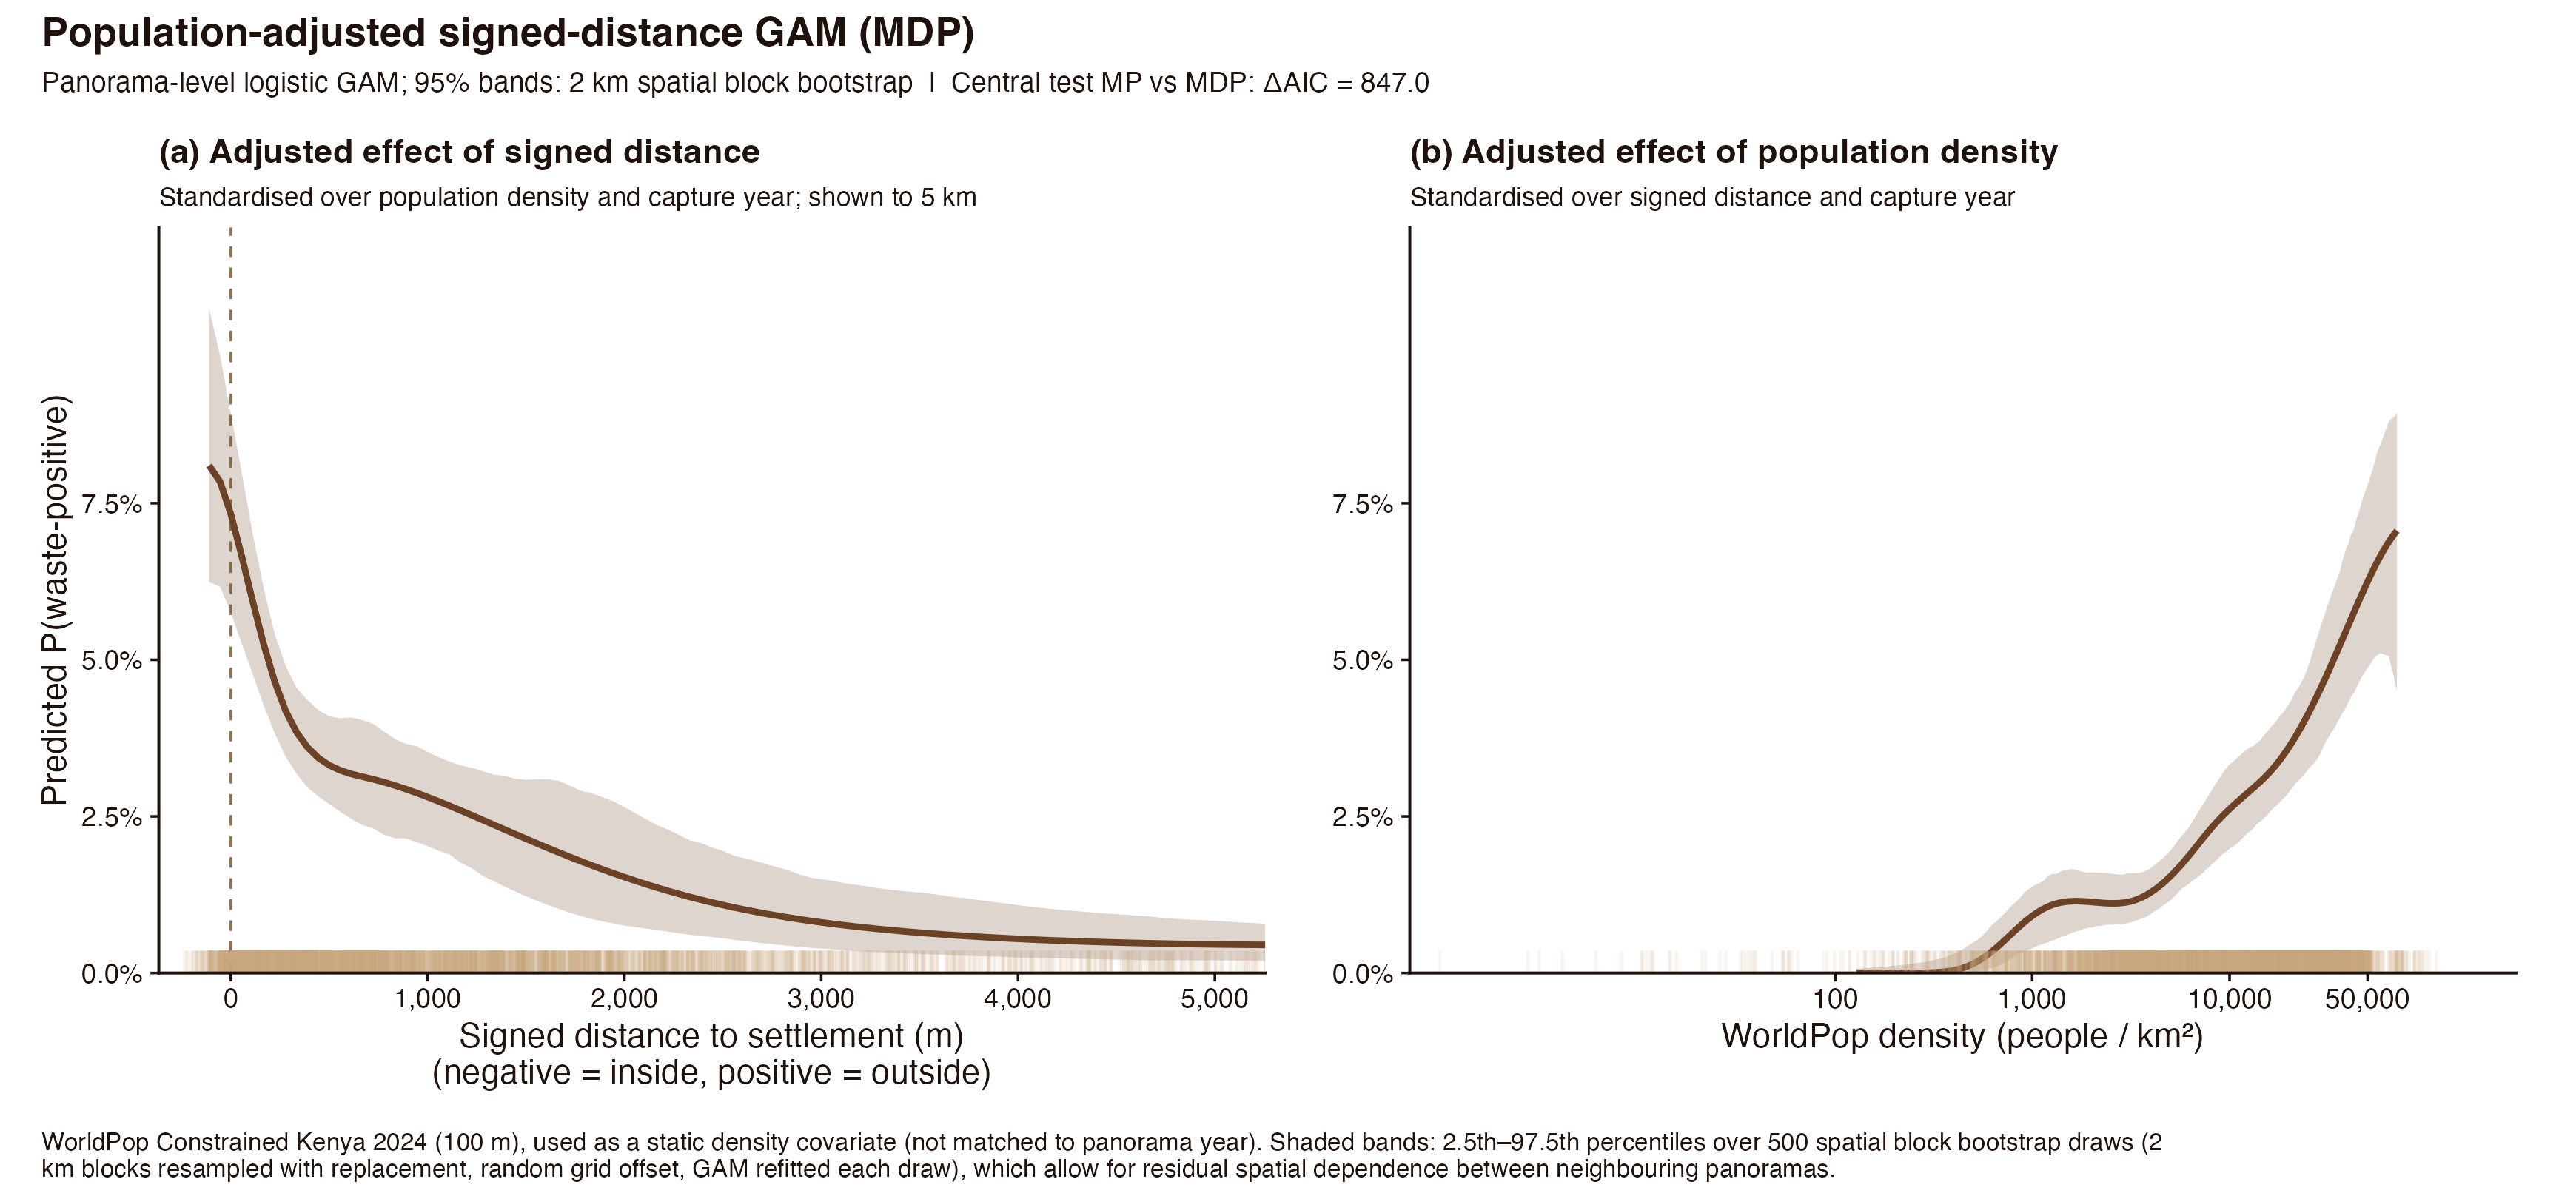 Population-adjusted signed-distance GAM (MDP)
Panorama-level logistic GAM; 95% bands: 2 km spatial block bootstrap | Central test MP vs MDP: ΔAIC = 847.0
(a) Adjusted effect of signed distance
Standardised over population density and capture year; shown to 5 km
Predicted P(waste-positive)
7.5%
5.0%
2.5%
0.0%
0 1,000 2,000 3,000 4,000 5,000
Signed distance to settlement (m)
(negative = inside, positive = outside)
(b) Adjusted effect of population density
Standardised over signed distance and capture year
7.5%
5.0%
2.5%
0.0%
100 1,000 10,000 50,000
WorldPop density (people / km²)
WorldPop Constrained Kenya 2024 (100 m), used as a static density covariate (not matched to panorama year). Shaded bands: 2.5th–97.5th percentiles over 500 spatial block bootstrap draws (2
km blocks resampled with replacement, random grid offset, GAM refitted each draw), which allow for residual spatial dependence between neighbouring panoramas.